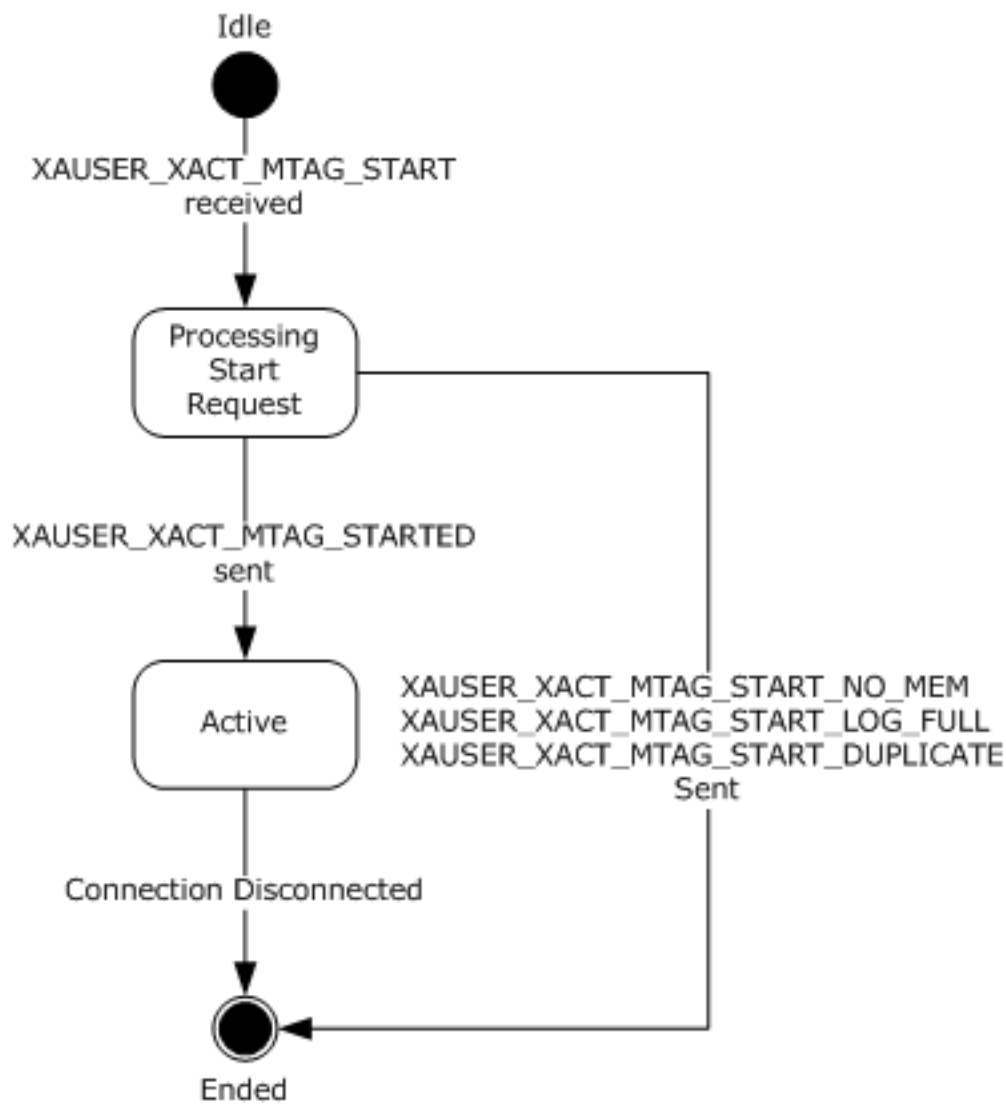 Idle
XAUSER_XACT_MTAG_START
received
Processing
Start
Request
XAUSER_XACT_MTAG_STARTED
sent
Active
XAUSER_XACT_MTAG_START_NO_MEM
XAUSER_XACT_MTAG_START_LOG_FULL
XAUSER_XACT_MTAG_START_DUPLICATE
Sent
Connection Disconnected
Ended